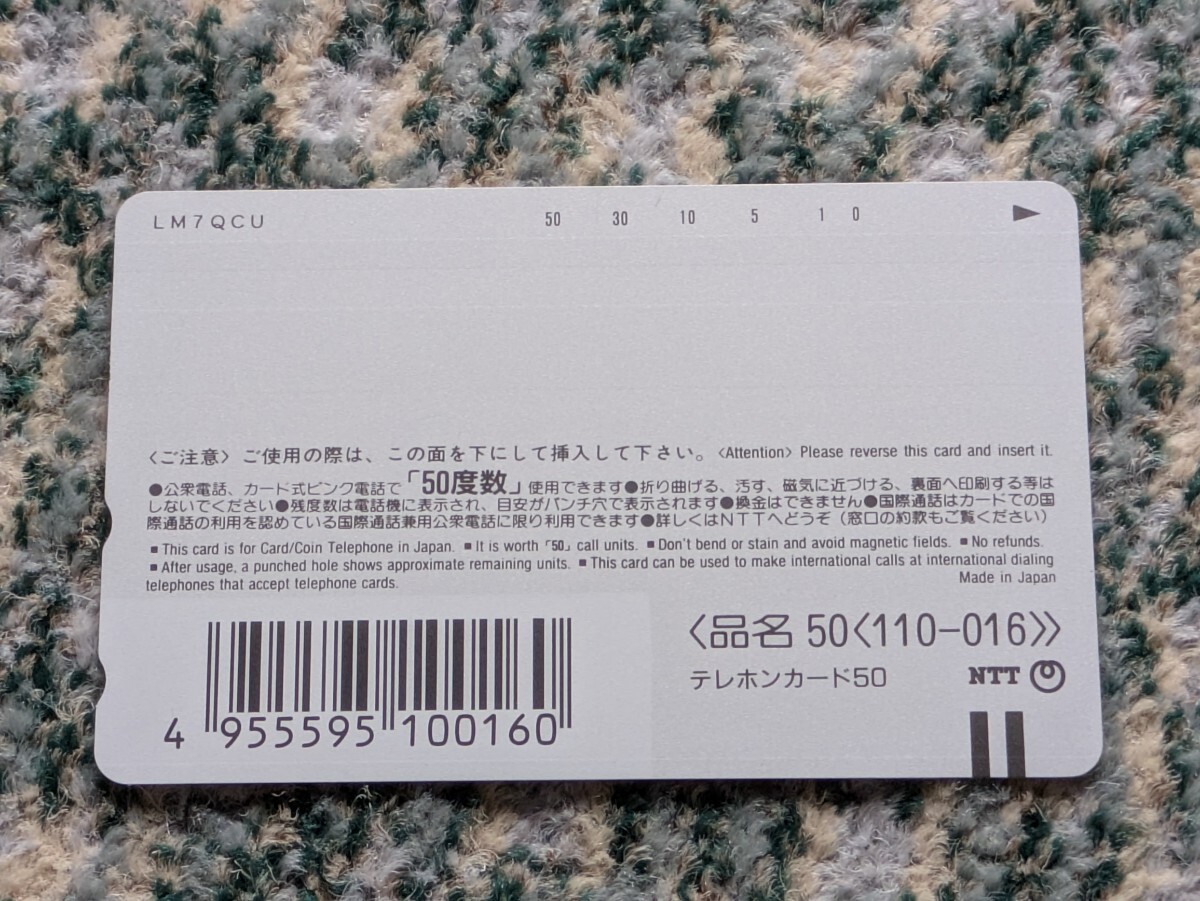 LM7QCU 50 30 10 5 1 0
〈ご注意〉ご使用の際は、この面を下にして挿入して下さい。〈Attention〉Please reverse this card and insert it.
●公衆電話、カード式ピンク電話で「50度数」使用できます●折り曲げる、汚す、磁気に近づける、裏面へ印刷する等は
しないでください●残度数は電話機に表示され、目安がパンチ穴で表示されます●換金はできません●国際通話はカードでの国
際通話の利用を認めている国際通話兼用公衆電話に限り利用できます●詳しくはNTTへどうぞ（窓口の約款もご覧ください）
■This card is for Card/Coin Telephone in Japan. ■It is worth「50」call units. ■Don't bend or stain and avoid magnetic fields. ■No refunds.
■After usage, a punched hole shows approximate remaining units. ■This card can be used to make international calls at international dialing
telephones that accept telephone cards.
Made in Japan
〈品名 50〈110-016〉〉
テレホンカード50
NTT
4 955595 100160